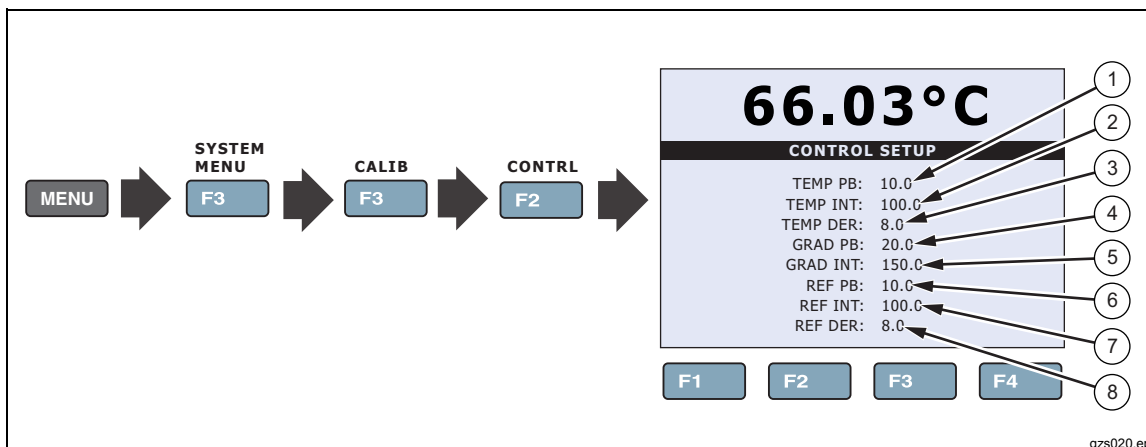 MENU
SYSTEM
MENU
F3
CALIB
F3
CONTRL
F2
66.03°C
CONTROL SETUP
TEMP PB: 10.0
TEMP INT: 100.0
TEMP DER: 8.0
GRAD PB: 20.0
GRAD INT: 150.0
REF PB: 10.0
REF INT: 100.0
REF DER: 8.0
1
2
3
4
5
6
7
8
F1 F2 F3 F4